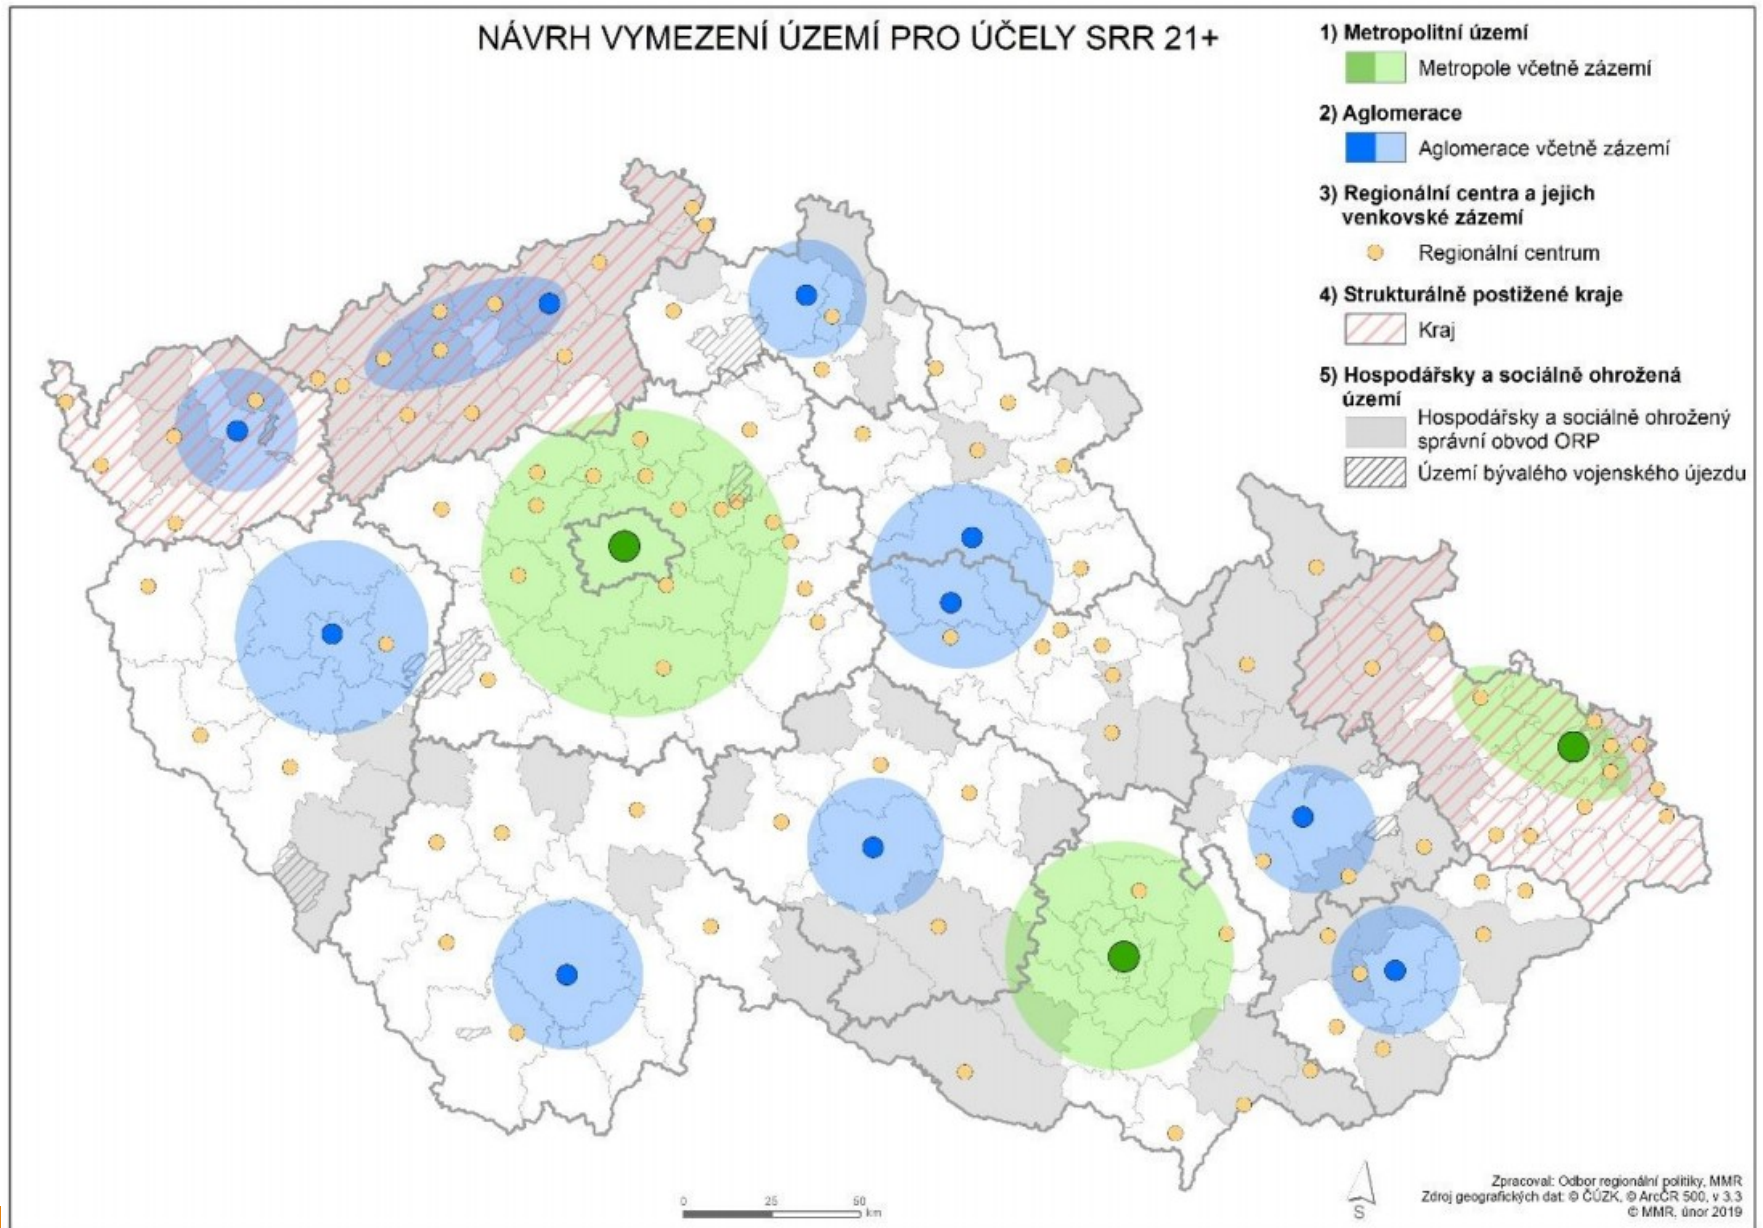 NÁVRH VYMEZENÍ ÚZEMÍ PRO ÚČELY SRR 21+
1) Metropolitní území
Metropole včetně zázemí
2) Aglomerace
Aglomerace včetně zázemí
3) Regionální centra a jejich
venkovské zázemí
Regionální centrum
4) Strukturálně postižené kraje
Kraj
5) Hospodářsky a sociálně ohrožená
území
Hospodářsky a sociálně ohrožený
správní obvod ORP
Území bývalého vojenského újezdu
0 25 50
km
S
Zpracoval: Odbor regionální politiky, MMR
Zdroj geografických dat: © ČÚZK, © ArcČR 500, v 3.3
© MMR, únor 2019